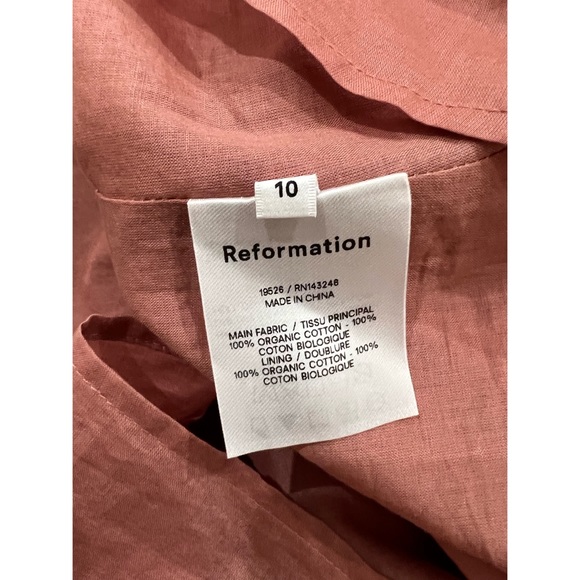 10
Reformation
19526 / RN143248
MADE IN CHINA
MAIN FABRIC / TISSU PRINCIPAL
100% ORGANIC COTTON - 100%
COTON BIOLOGIQUE
LINING / DOUBLURE
100% ORGANIC COTTON - 100%
COTON BIOLOGIQUE